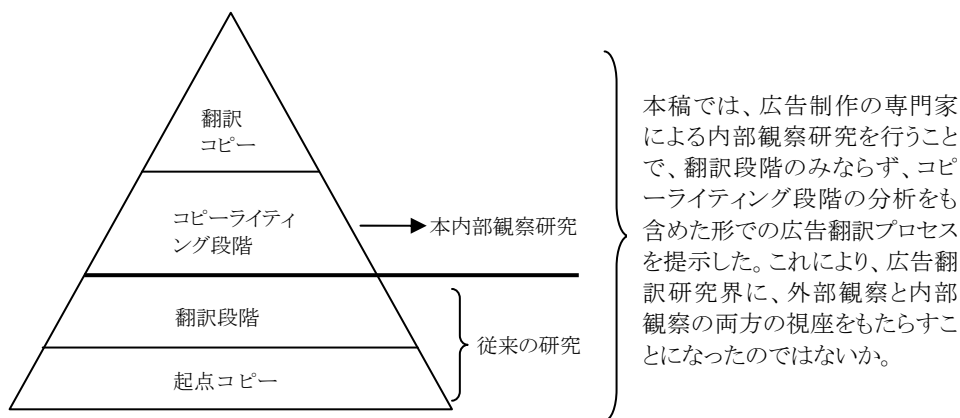 翻訳
コピー
コピーライティ
ング段階
本内部観察研究
翻訳段階
従来の研究
起点コピー
本稿では、広告制作の専門家
による内部観察研究を行うこと
で、翻訳段階のみならず、コピ
ーライティング段階の分析をも
含めた形での広告翻訳プロセス
を提示した。これにより、広告翻
訳研究界に、外部観察と内部
観察の両方の視座をもたらすこ
とになったのではないか。